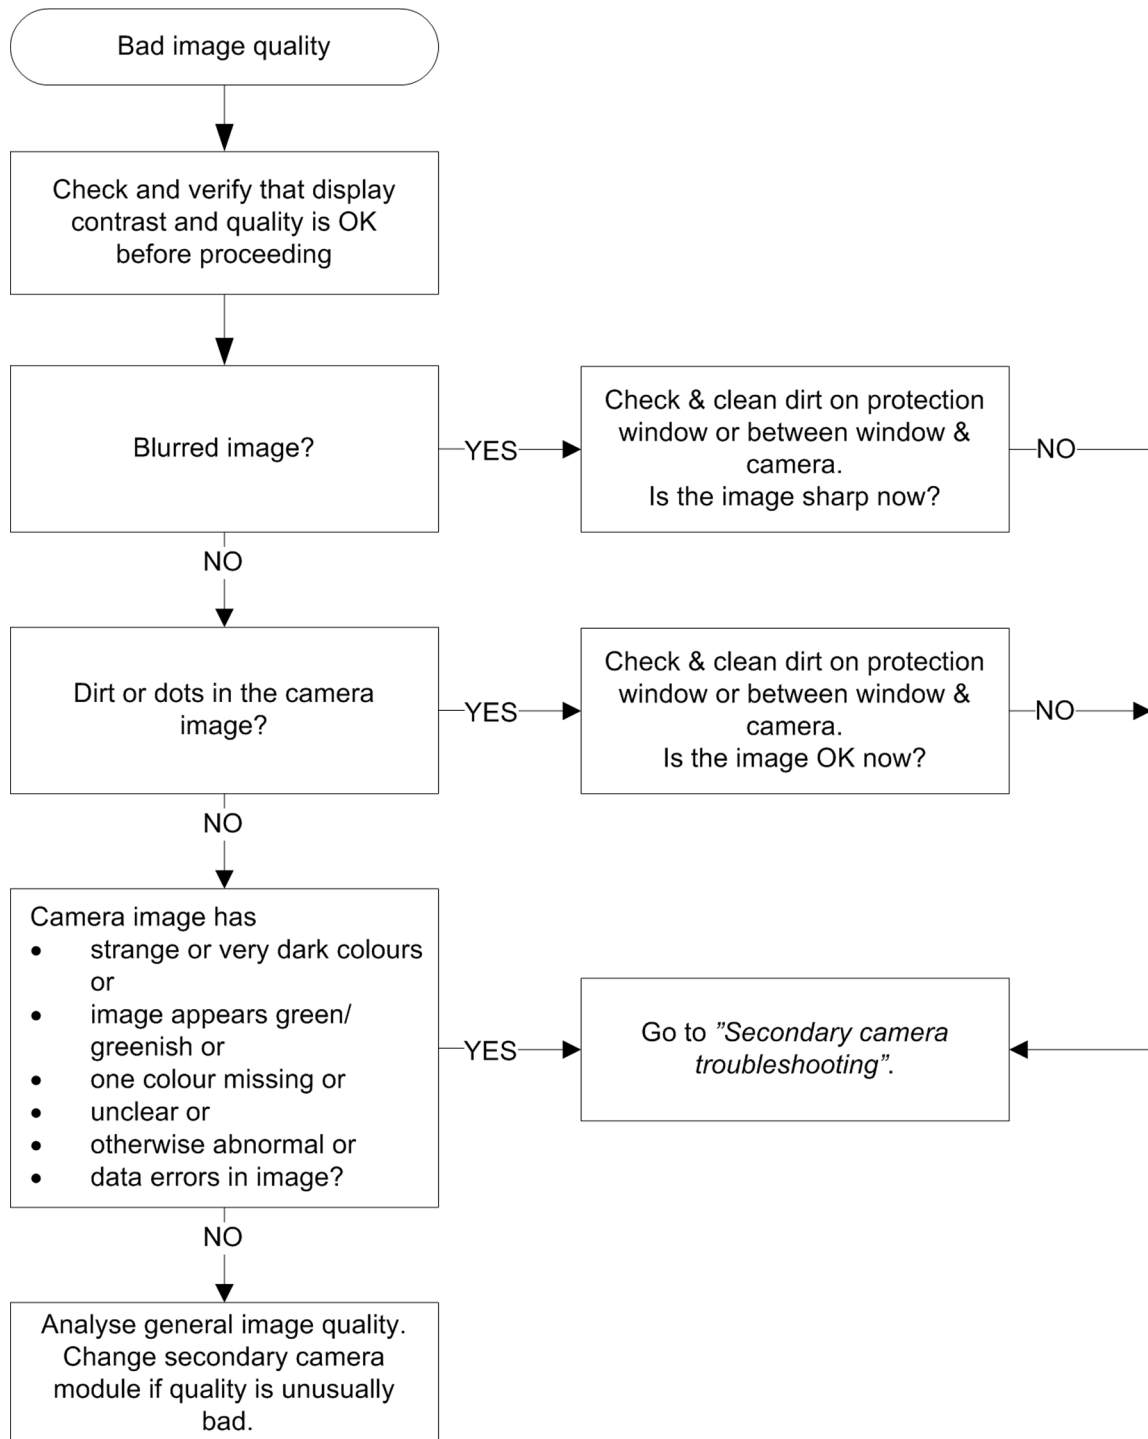 Bad image quality
Check and verify that display
contrast and quality is OK
before proceeding
Blurred image?
YES
Check & clean dirt on protection
window or between window &
camera.
Is the image sharp now?
NO
NO
Dirt or dots in the camera
image?
YES
Check & clean dirt on protection
window or between window &
camera.
Is the image OK now?
NO
NO
Camera image has
• strange or very dark colours
or
• image appears green/
greenish or
• one colour missing or
• unclear or
• otherwise abnormal or
• data errors in image?
YES
Go to ”Secondary camera
troubleshooting”.
NO
Analyse general image quality.
Change secondary camera
module if quality is unusually
bad.